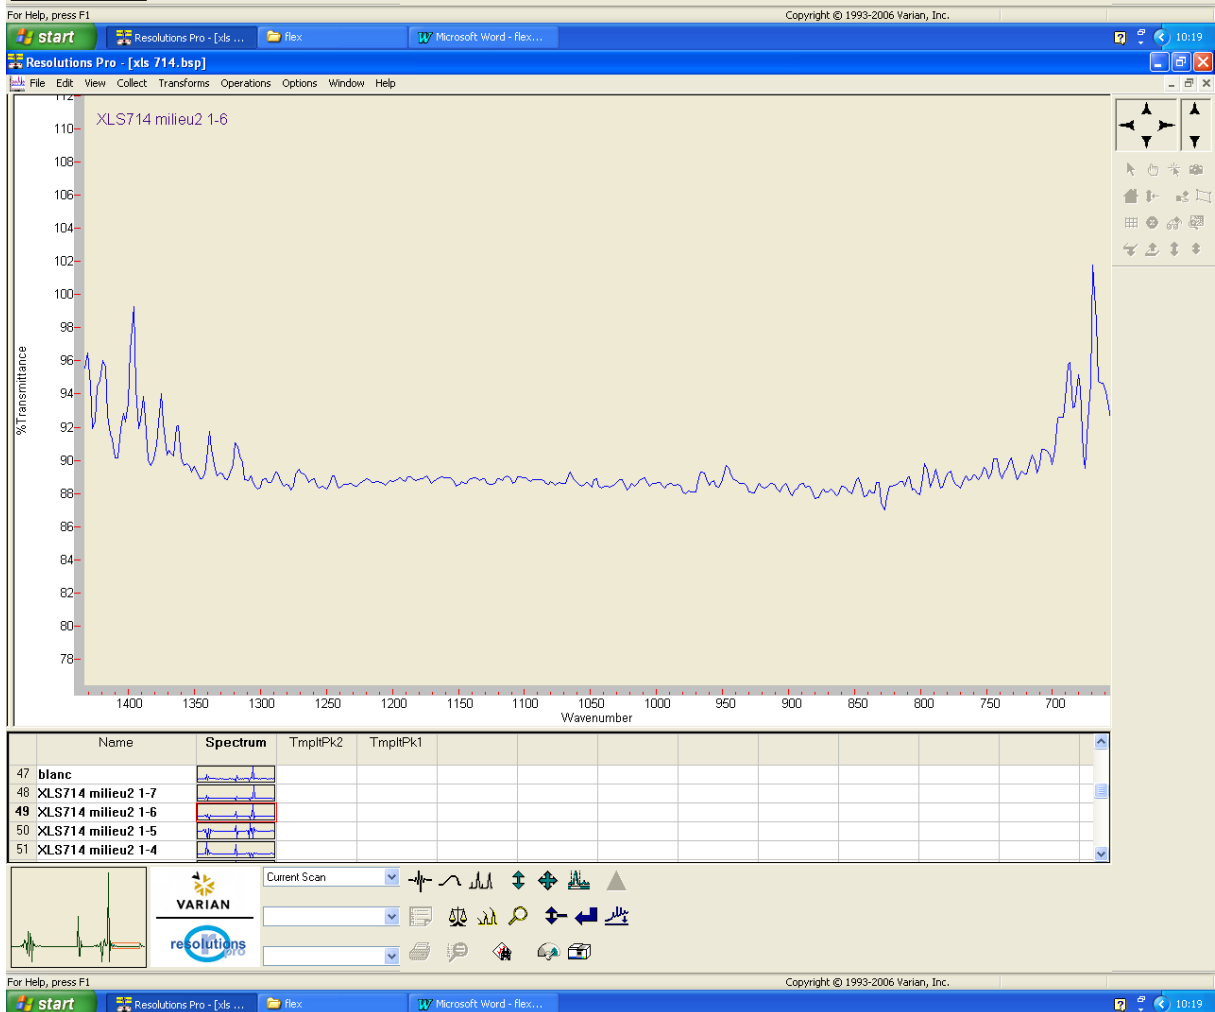 For Help, press F1 Copyright © 1993-2006 Varian, Inc.
start Resolutions Pro - [xls ... flex Microsoft Word - flex... 10:19
Resolutions Pro - [xls 714.bsp]
File Edit View Collect Transforms Operations Options Window Help
XLS714 milieu2 1-6
112
110
108
106
104
102
100
98
96
94
92
90
88
86
84
82
80
78
%Transmittance
1400 1350 1300 1250 1200 1150 1100 1050 1000 950 900 850 800 750 700
Wavenumber
Name Spectrum TmpltPk2 TmpltPk1
47 blanc
48 XLS714 milieu2 1-7
49 XLS714 milieu2 1-6
50 XLS714 milieu2 1-5
51 XLS714 milieu2 1-4
Current Scan
VARIAN
resolutions
pro
For Help, press F1 Copyright © 1993-2006 Varian, Inc.
start Resolutions Pro - [xls ... flex Microsoft Word - flex... 10:19